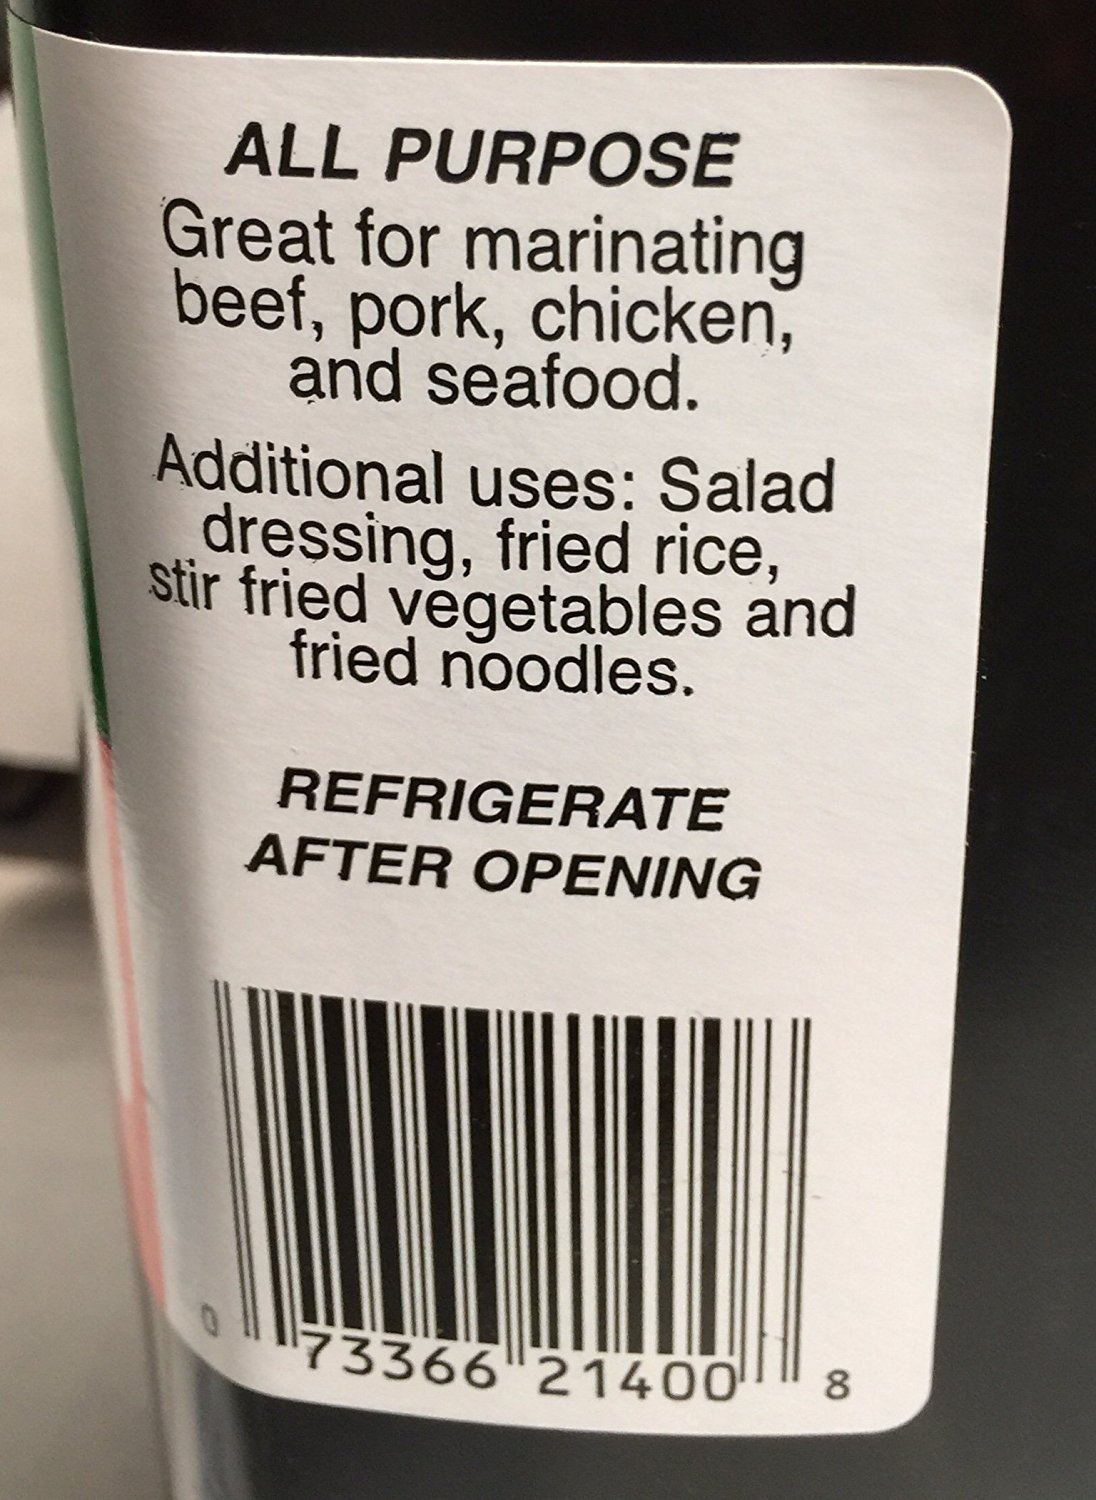 ALL PURPOSE
Great for marinating
beef, pork, chicken,
and seafood.
Additional uses: Salad
dressing, fried rice,
stir fried vegetables and
fried noodles.
REFRIGERATE
AFTER OPENING
0 73366 21400 8